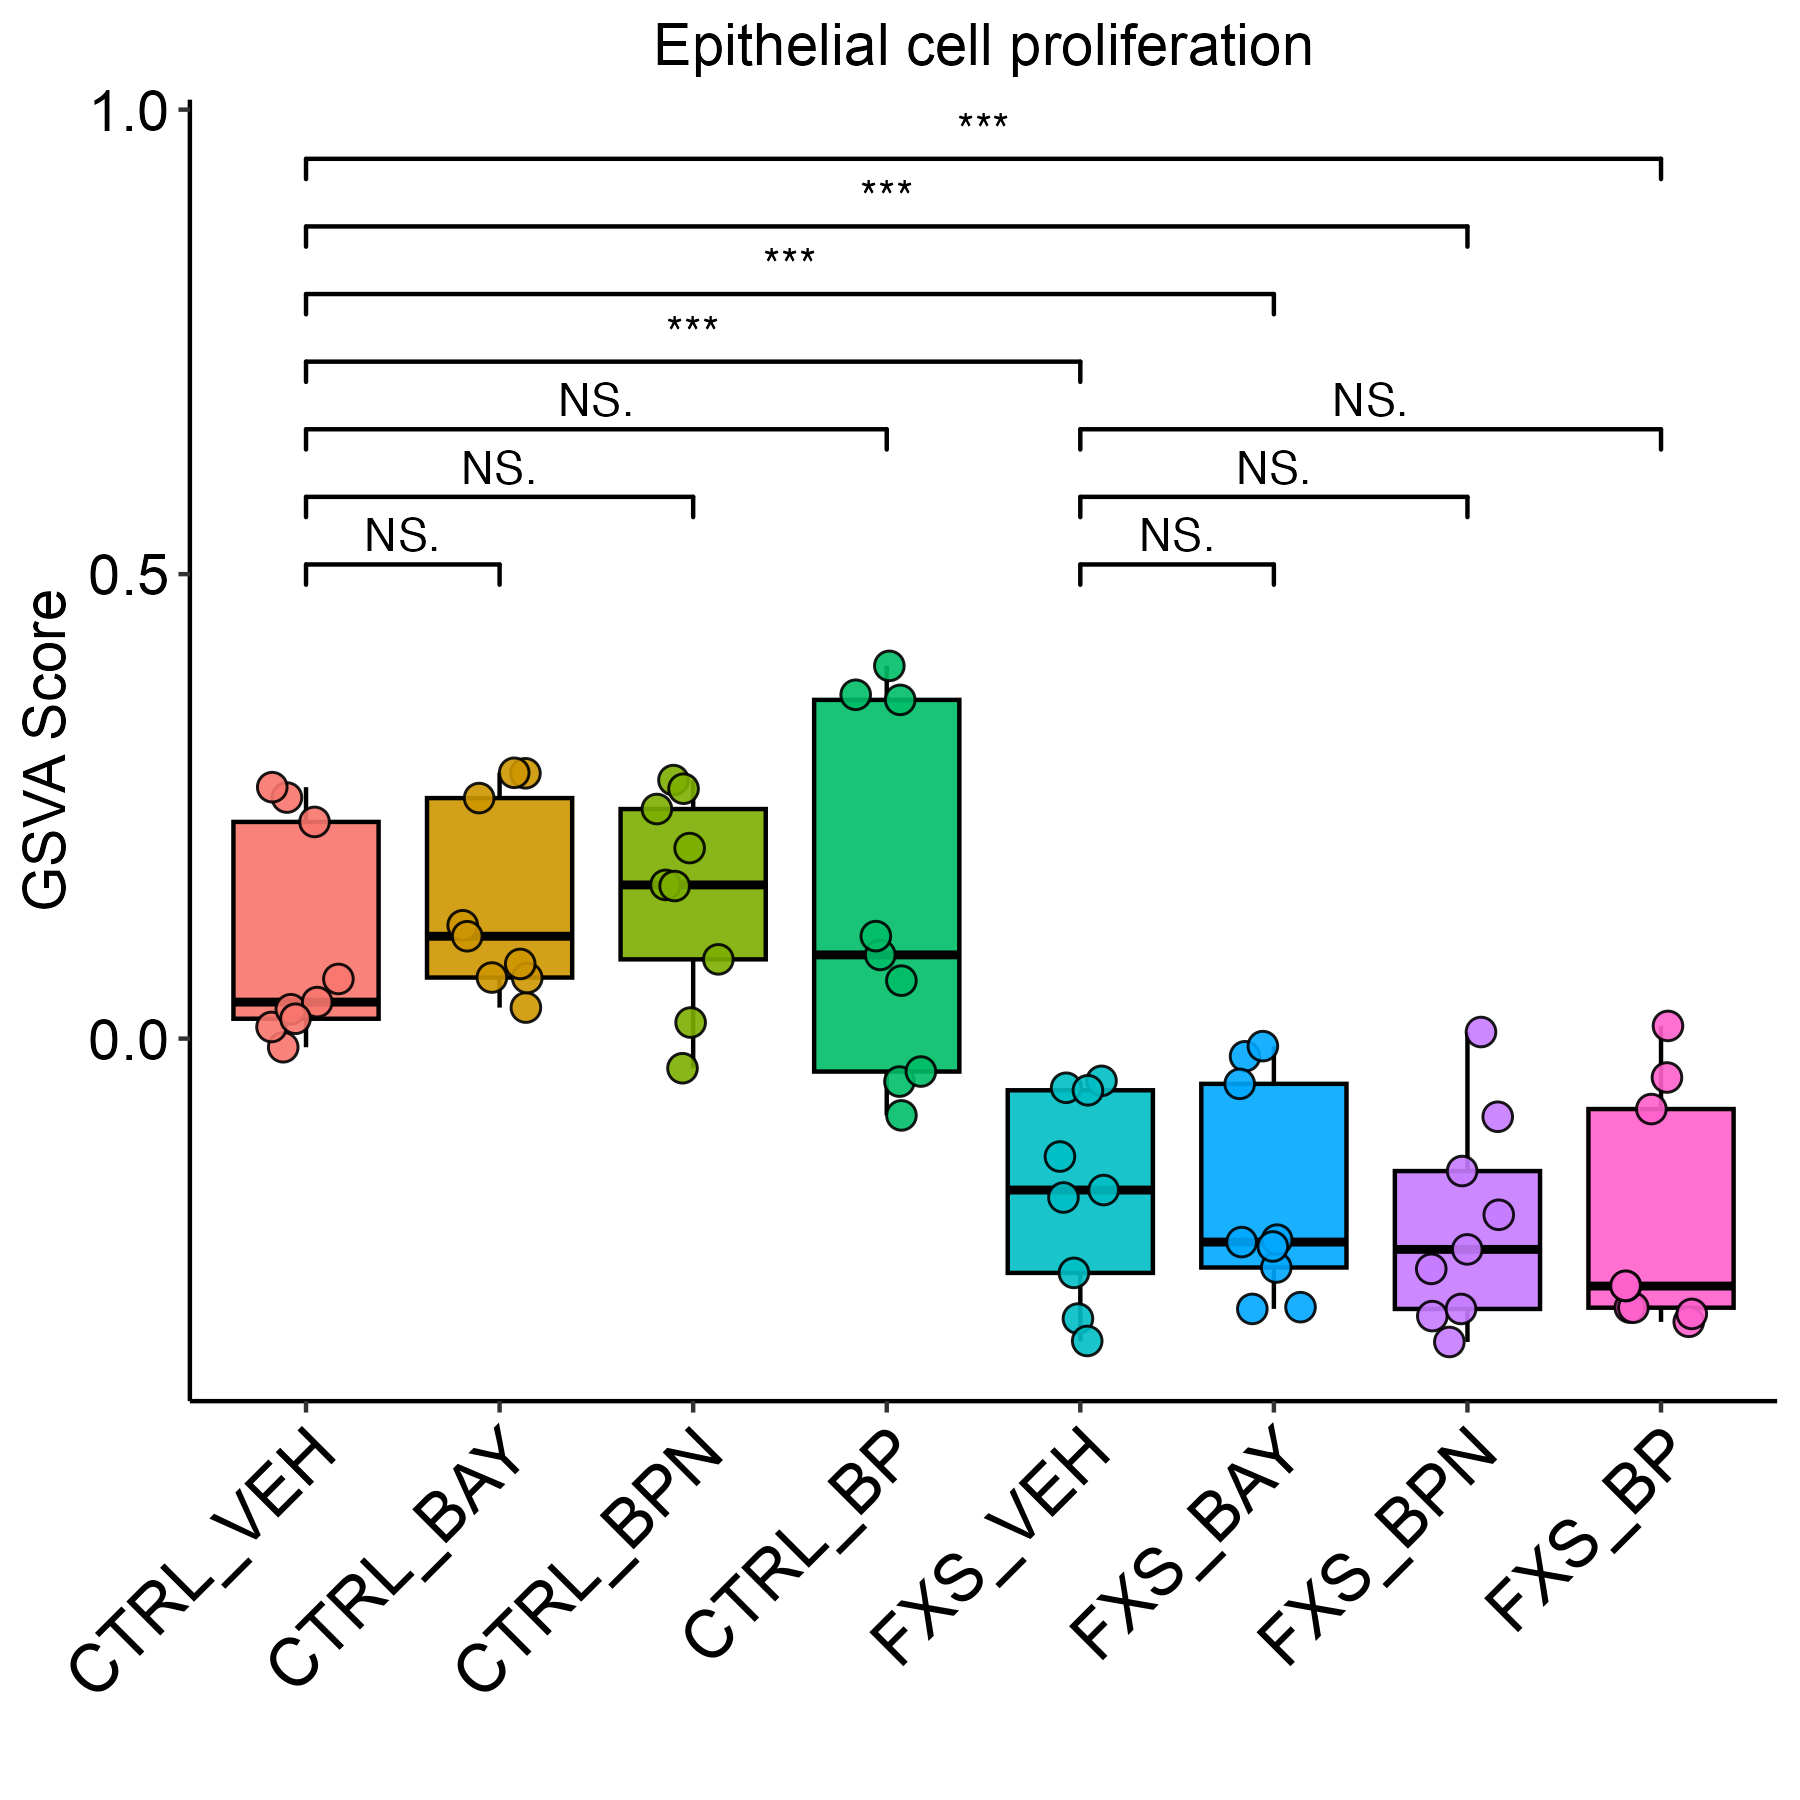 Epithelial cell proliferation
1.0
***
***
***
***
NS.
NS.
NS.
NS.
NS.
NS.
0.5
GSVA Score
0.0
CTRL_VEH
CTRL_BAY
CTRL_BPN
CTRL_BP
FXS_VEH
FXS_BAY
FXS_BPN
FXS_BP